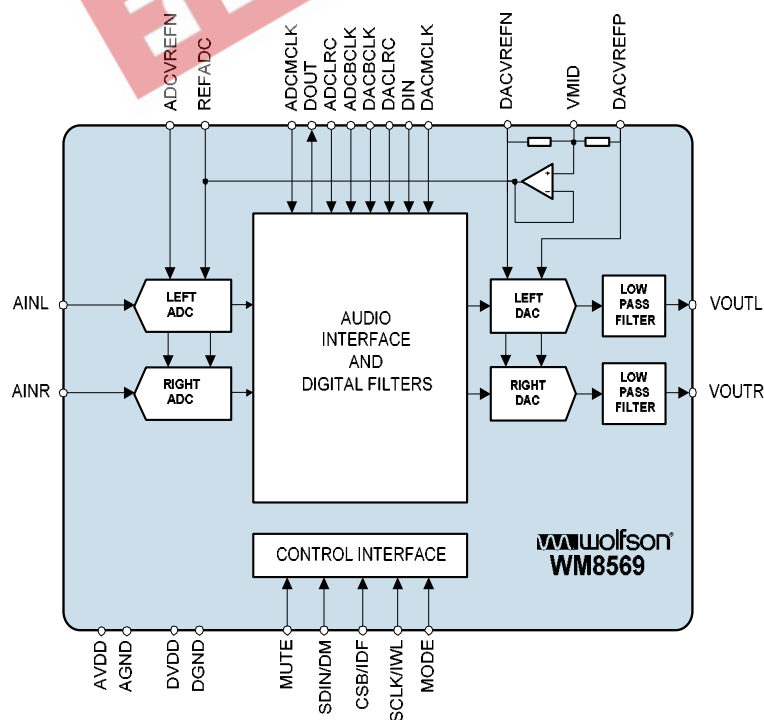 ADCVREFN
REFADC
ADCMCLK
DOUT
ADCLRC
ADCBCLK
DACBCLK
DACLRC
DIN
DACMCLK
DACVREFN
VMID
DACVREFP
+
−
AINL
LEFT
ADC
AUDIO
INTERFACE
AND
DIGITAL FILTERS
LEFT
DAC
LOW
PASS
FILTER
VOUTL
AINR
RIGHT
ADC
RIGHT
DAC
LOW
PASS
FILTER
VOUTR
CONTROL INTERFACE
wolfson®
WM8569
AVDD
AGND
DVDD
DGND
MUTE
SDIN/DM
CSB/IDF
SCLK/IWL
MODE